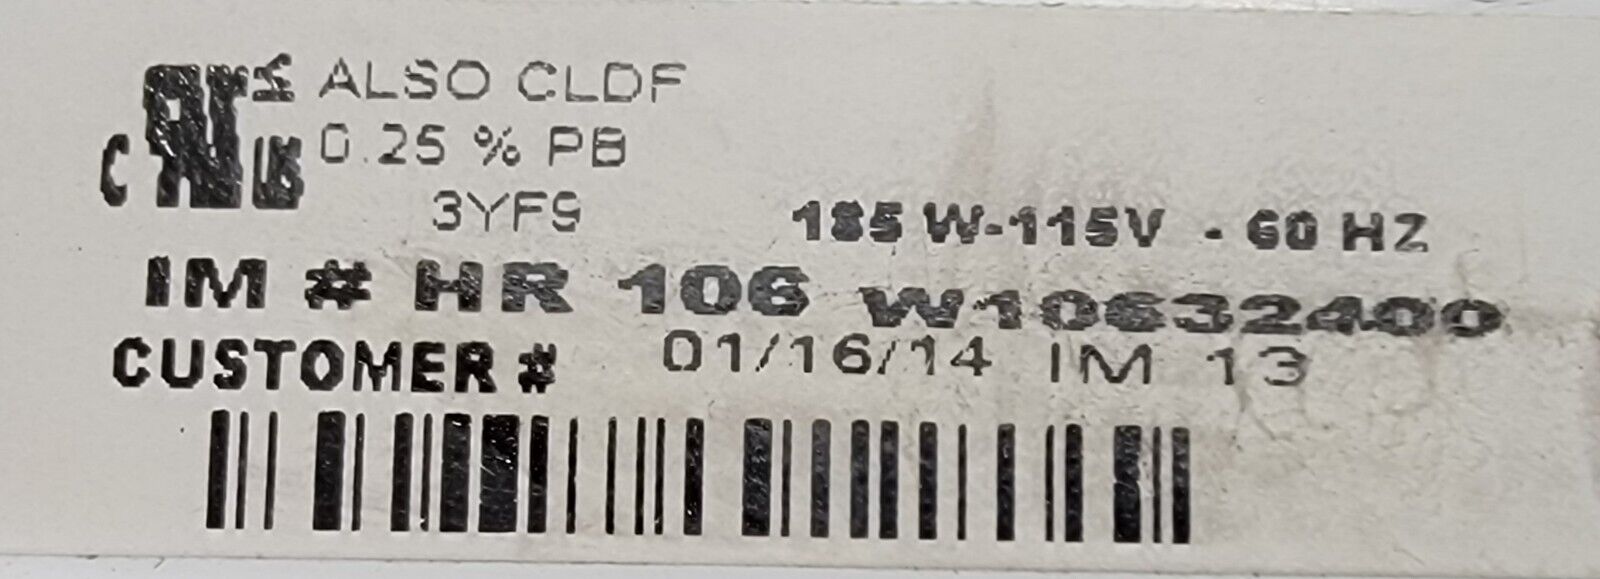 ALSO CLDF
C US 0.25 % PB
3YF9
185 W-115V - 60 HZ
IM # HR 106 W10632400
CUSTOMER # 01/16/14 IM 13